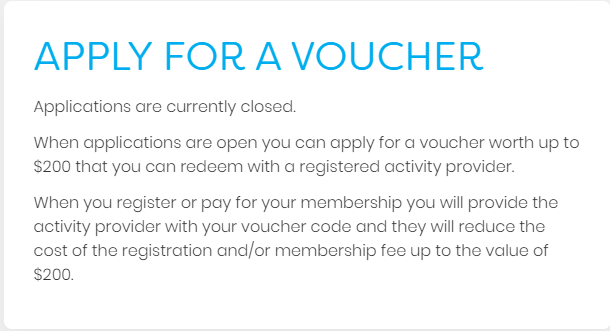 APPLY FOR A VOUCHER
Applications are currently closed.
When applications are open you can apply for a voucher worth up to
$200 that you can redeem with a registered activity provider.
When you register or pay for your membership you will provide the
activity provider with your voucher code and they will reduce the
cost of the registration and/or membership fee up to the value of
$200.